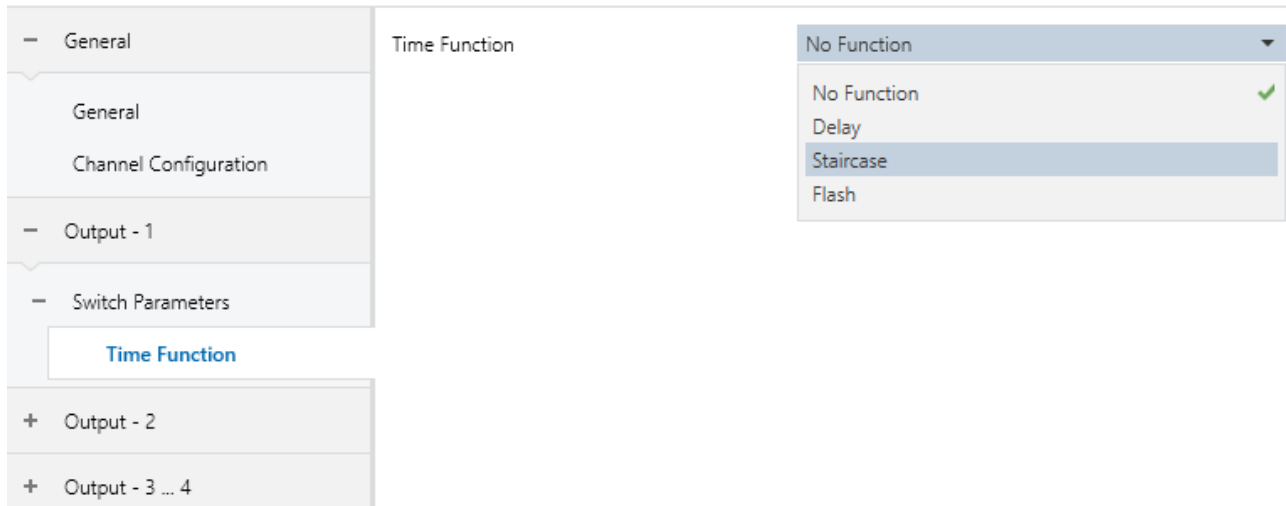 General
General
Channel Configuration
Output - 1
Switch Parameters
Time Function
Output - 2
Output - 3 ... 4
Time Function
No Function
No Function
Delay
Staircase
Flash